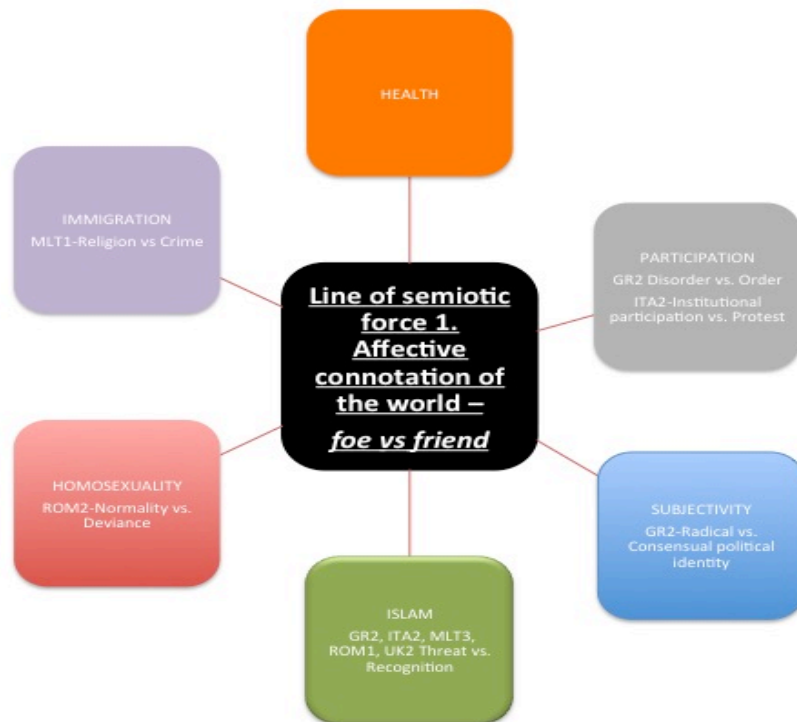 HEALTH
IMMIGRATION
MLT1-Religion vs Crime
PARTICIPATION
GR2 Disorder vs. Order
ITA2-Institutional
participation vs. Protest
Line of semiotic
force 1.
Affective
connotation of
the world –
foe vs friend
HOMOSEXUALITY
ROM2-Normality vs.
Deviance
SUBJECTIVITY
GR2-Radical vs.
Consensual political
identity
ISLAM
GR2, ITA2, MLT3,
ROM1, UK2 Threat vs.
Recognition